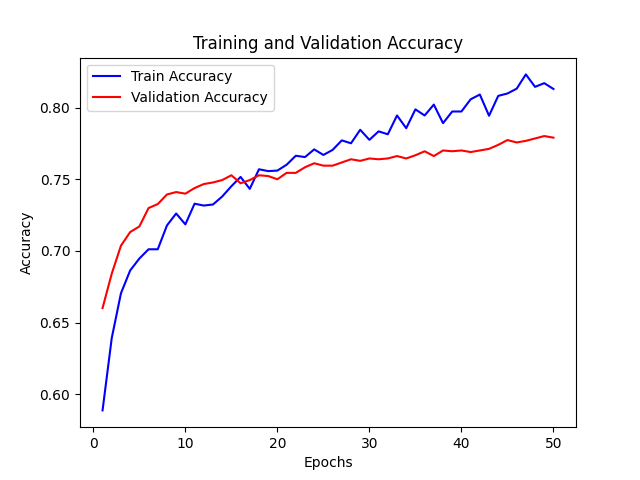 Training and Validation Accuracy
Train Accuracy
Validation Accuracy
0.80
0.75
0.70
0.65
0.60
Accuracy
0 10 20 30 40 50
Epochs